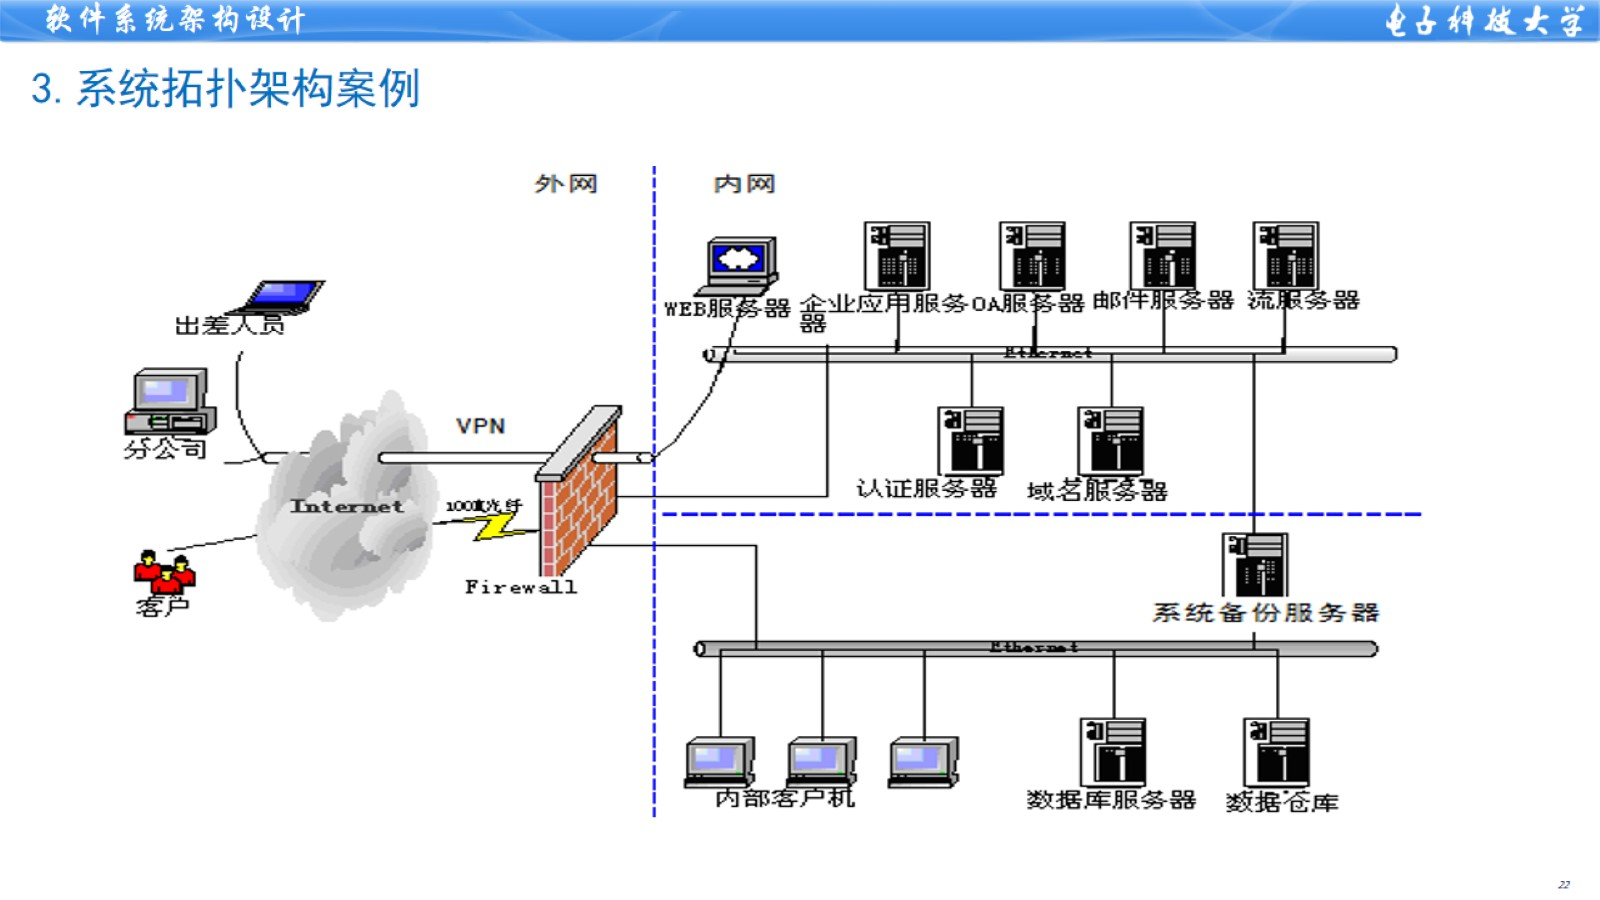 软件系统架构设计
电子科技大学
3. 系统拓扑架构案例
外网
内网
WEB服务器
企业应用服务器
OA服务器
邮件服务器
流服务器
出差人员
Ethernet
分公司
VPN
认证服务器
域名服务器
Internet
100M光纤
Firewall
客户
系统备份服务器
Ethernet
内部客户机
数据库服务器
数据仓库
22